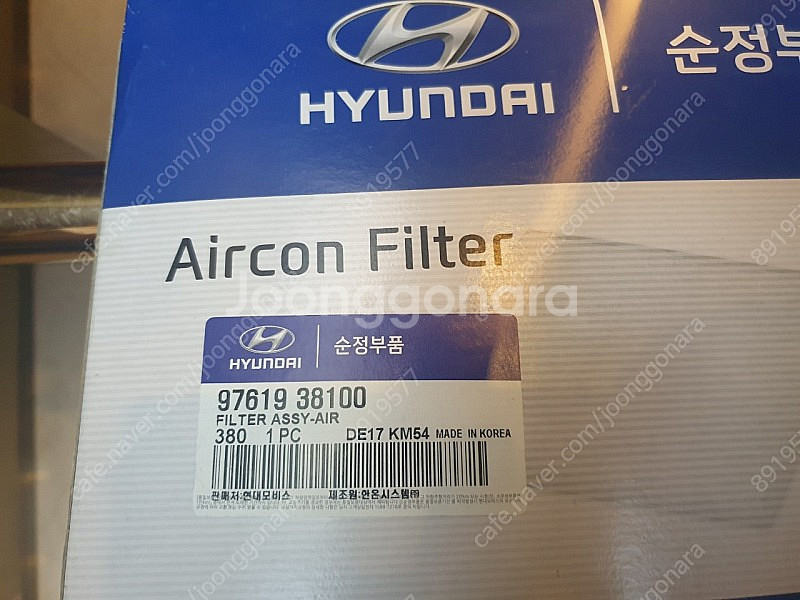 HYUNDAI
순정부
Aircon Filter
Joonggonara
HYUNDAI
순정부품
97619 38100
FILTER ASSY-AIR
380 1 PC DE17 KM54 MADE IN KOREA
판매처:현대모비스 제조원:한온시스템㈜
cafe.naver.com/joonggonara
8919577